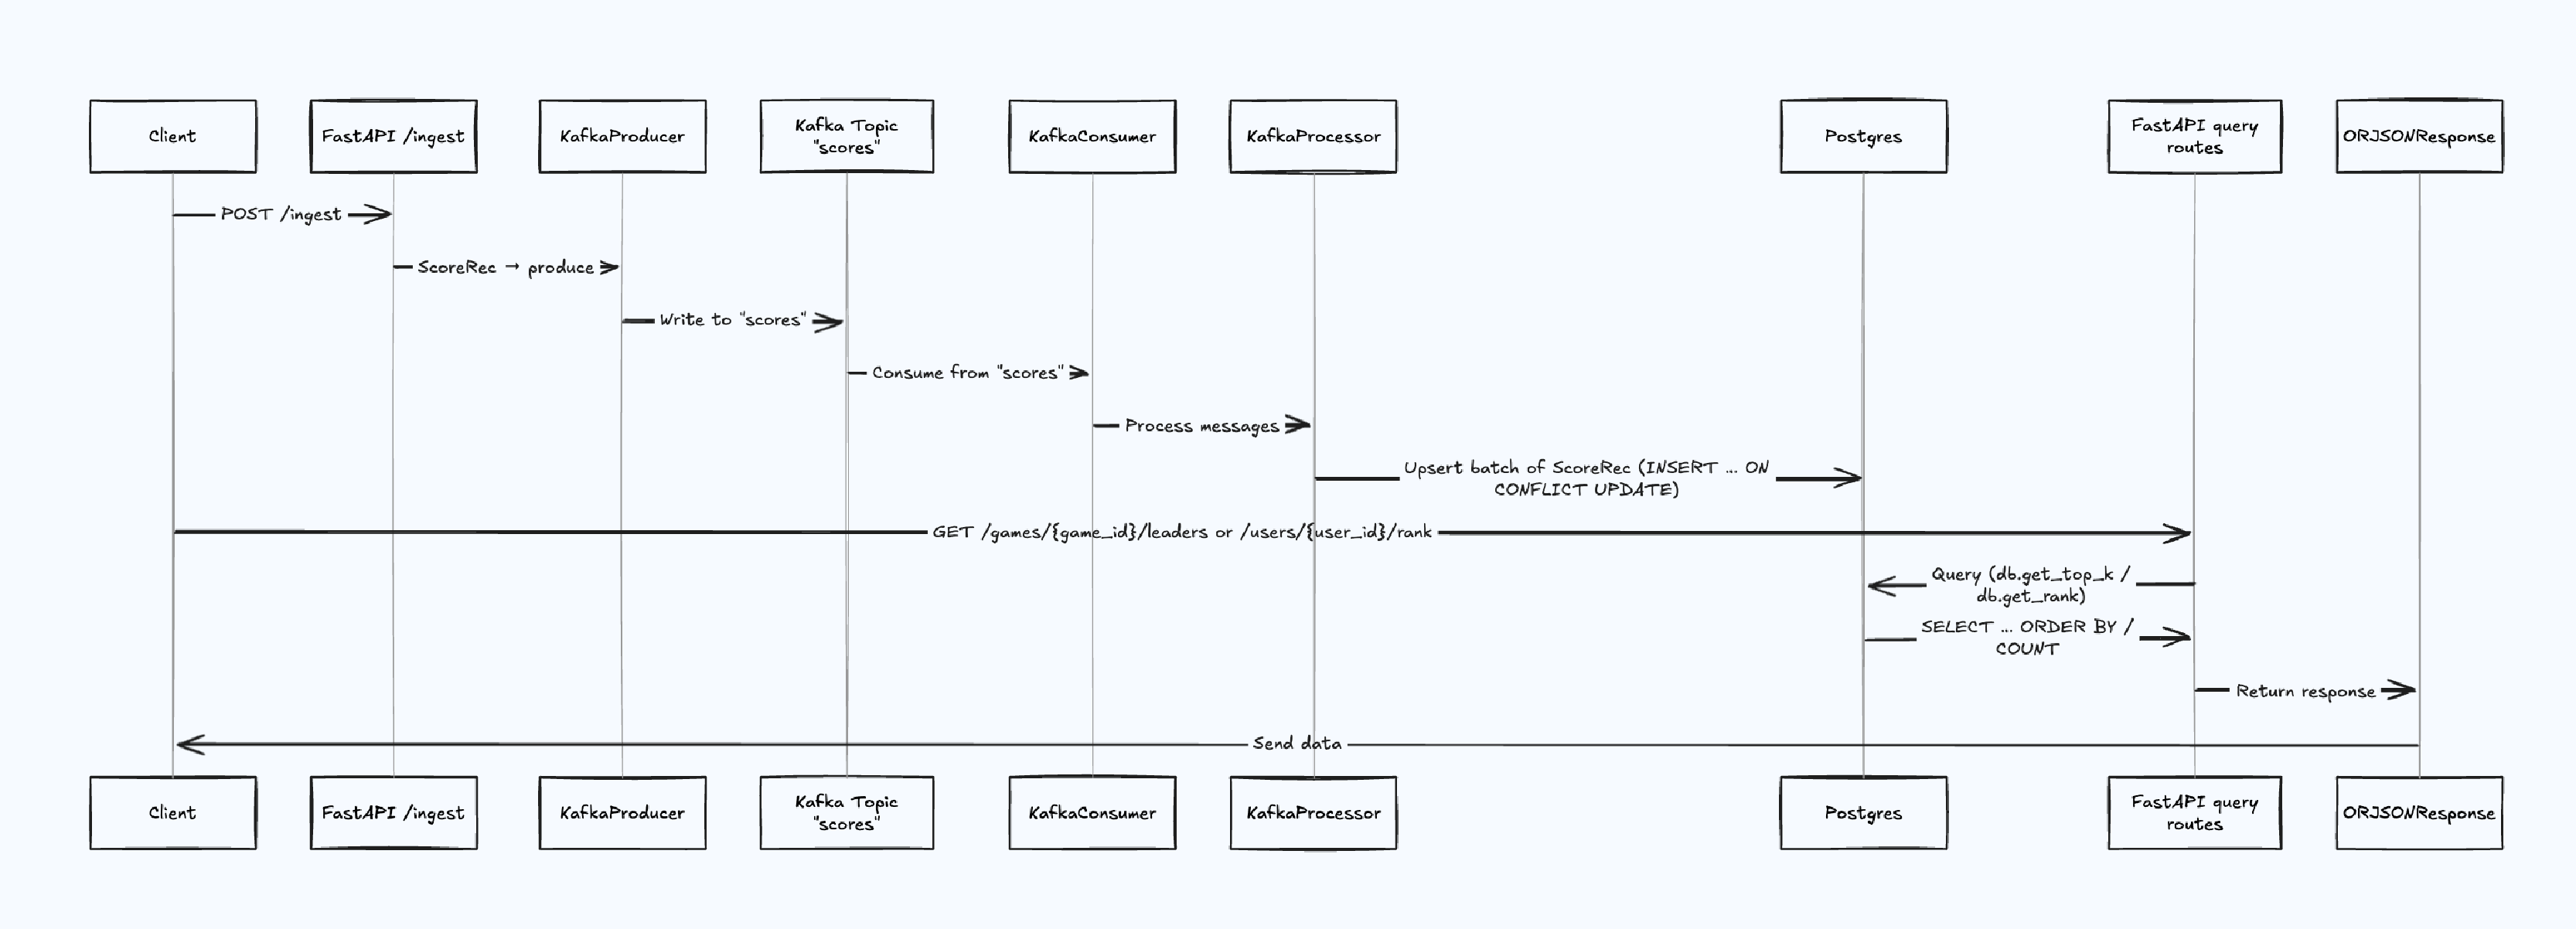 Client
FastAPI /ingest
KafkaProducer
Kafka Topic
"scores"
KafkaConsumer
KafkaProcessor
Postgres
FastAPI query
routes
ORJSONResponse
POST /ingest
ScoreRec → produce
Write to "scores"
Consume from "scores"
Process messages
Upsert batch of ScoreRec (INSERT ... ON
CONFLICT UPDATE)
GET /games/{game_id}/leaders or /users/{user_id}/rank
Query (db.get_top_k /
db.get_rank)
SELECT ... ORDER BY /
COUNT
Return response
Send data
Client
FastAPI /ingest
KafkaProducer
Kafka Topic
"scores"
KafkaConsumer
KafkaProcessor
Postgres
FastAPI query
routes
ORJSONResponse